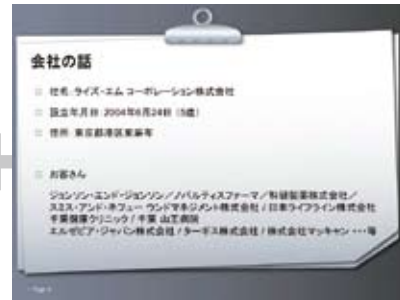 会社の話
社名:ライズ・エム コーポレーション株式会社
設立年月日:2004年6月24日(5歳)
住所:東京都港区東麻布
お客さん
ジョンソン・エンド・ジョンソン/ノバルティスファーマ/科研製薬株式会社/
スミス・アンド・ネフュー ウンドマネジメント株式会社/日本ライフライン株式会社
千葉健康クリニック/千葉 山王病院
エルゼビア・ジャパン株式会社/ターギス株式会社/株式会社マッキャン・・・等